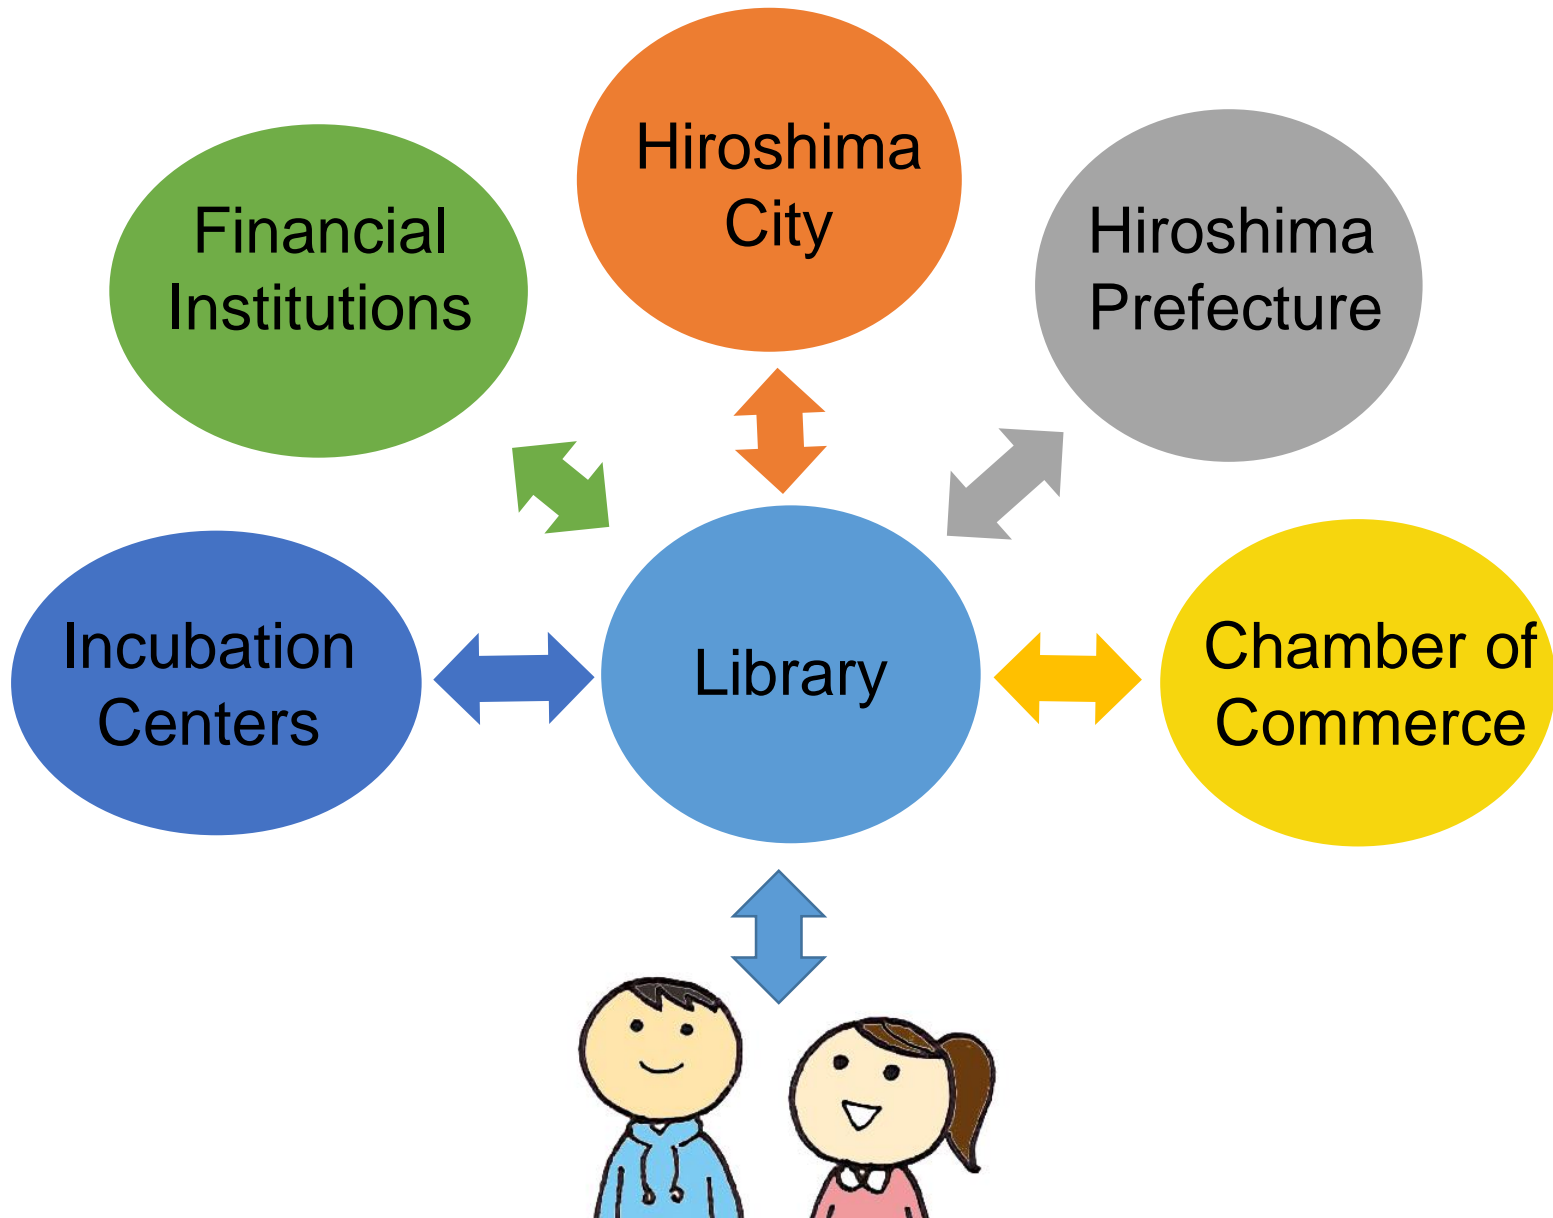 Hiroshima
City
Financial
Institutions
Hiroshima
Prefecture
Incubation
Centers
Library
Chamber of
Commerce